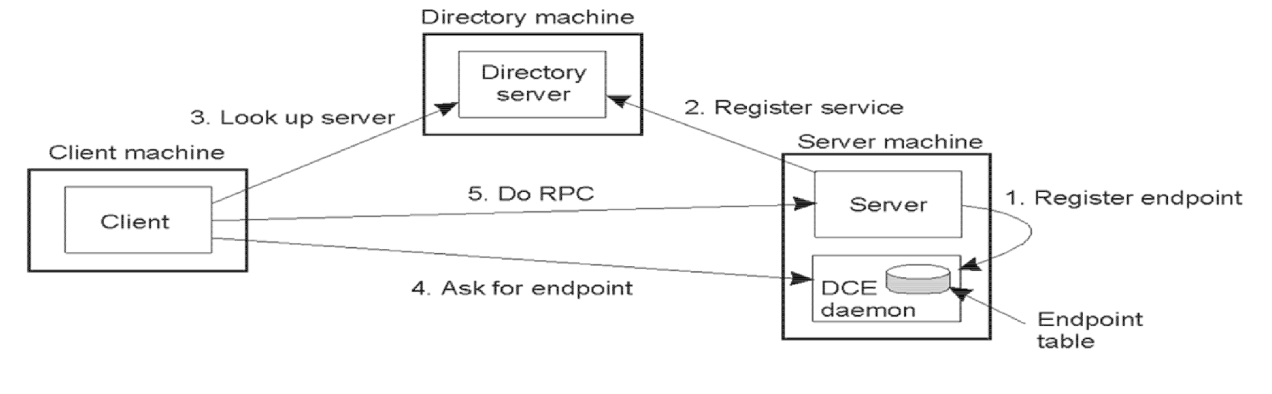 Directory machine
Directory
server
3. Look up server
2. Register service
Client machine
Server machine
5. Do RPC
1. Register endpoint
Client
Server
4. Ask for endpoint
DCE
daemon
Endpoint
table